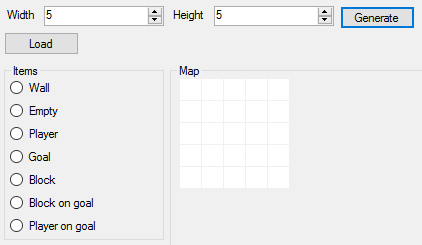 Width 5 Height 5 Generate
Load
Items
Wall
Empty
Player
Goal
Block
Block on goal
Player on goal
Map